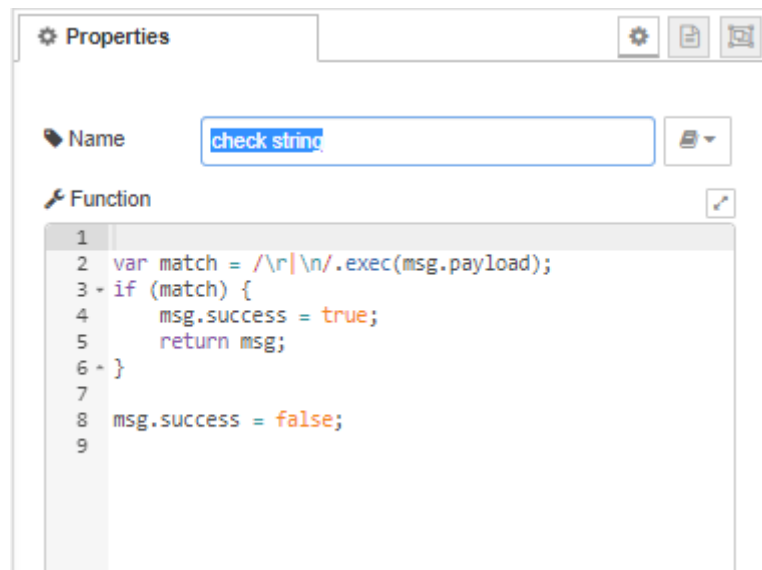 Properties
Name
check string
Function
1
2 var match = /\r|\n/.exec(msg.payload);
3 if (match) {
4     msg.success = true;
5     return msg;
6 }
7
8 msg.success = false;
9